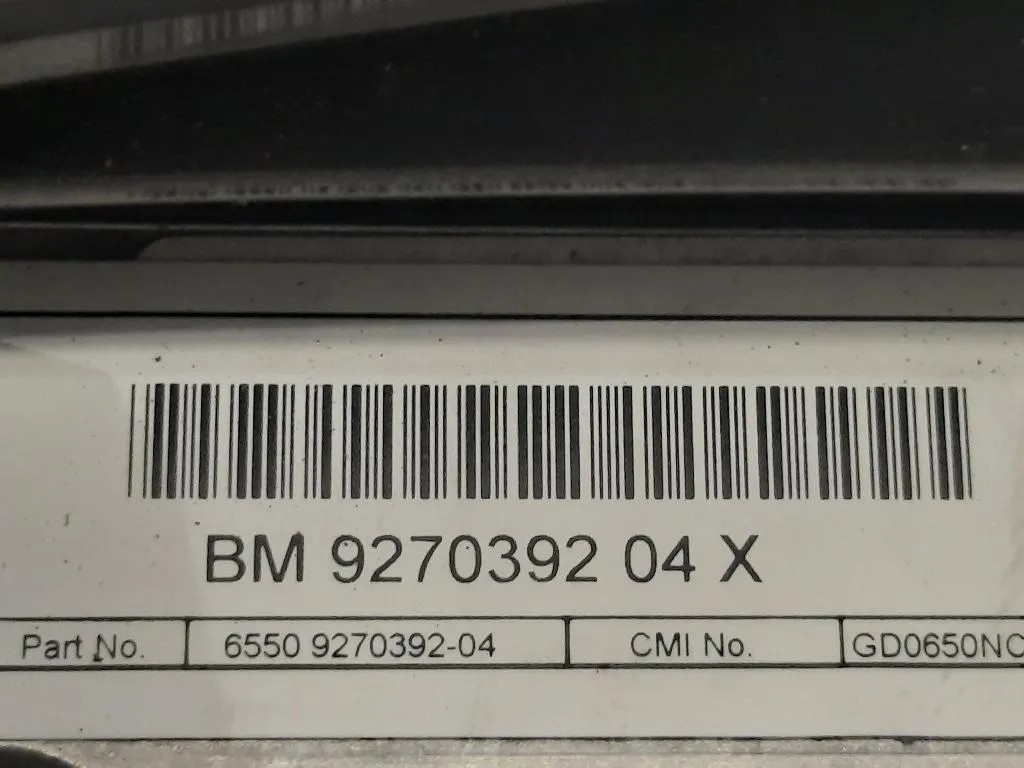 BM 9270392 04 X
Part No. 6550 9270392-04 CMI No. GD0650NC